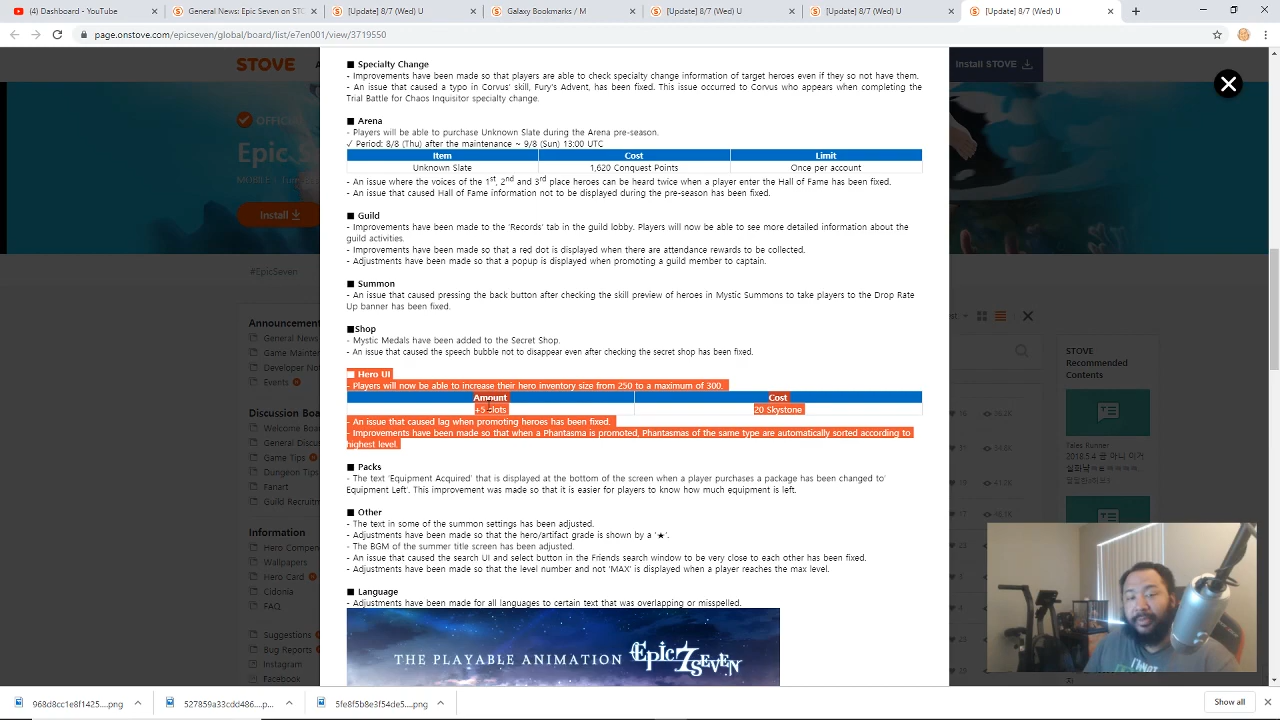 (4) Dashboard - YouTube
General News: Epic Seven on STO
[Update] 8/7 (Wed) U
Galaxy Bookmarks / M
[Update] 8/7 (Wed) U
[Update] 8/7 (Wed) U
[Update] 8/7 (Wed) U
page.onstove.com/epicseven/global/board/list/e7en001/view/3719550
STOVE
Install STOVE
OFFICI
Epic S
MOBILE
Install
#EpicSeven
■ Specialty Change
- Improvements have been made so that players are able to check specialty change information of target heroes even if they so not have them.
- An issue that caused a typo in Corvus' skill, Fury's Advent, has been fixed. This issue occurred to Corvus who appears when completing the
Trial Battle for Chaos Inquisitor specialty change.
■ Arena
- Players will be able to purchase Unknown Slate during the Arena pre-season.
√ Period: 8/8 (Thu) after the maintenance ~ 9/8 (Sun) 13:00 UTC
Item Cost Limit
Unknown Slate 1,620 Conquest Points Once per account
- An issue where the voices of the 1st, 2nd and 3rd place heroes can be heard twice when a player enter the Hall of Fame has been fixed.
- An issue that caused Hall of Fame information not to be displayed during the pre-season has been fixed.
■ Guild
- Improvements have been made to the 'Records' tab in the guild lobby. Players will now be able to see more detailed information about the
guild activities.
- Improvements have been made so that a red dot is displayed when there are attendance rewards to be collected.
- Adjustments have been made so that a popup is displayed when promoting a guild member to captain.
■ Summon
- An issue that caused pressing the back button after checking the skill preview of heroes in Mystic Summons to take players to the Drop Rate
Up banner has been fixed.
■Shop
- Mystic Medals have been added to the Secret Shop.
- An issue that caused the speech bubble not to disappear even after checking the secret shop has been fixed.
■ Hero UI
- Players will now be able to increase their hero inventory size from 250 to a maximum of 300.
Amount Cost
+5 Slots 20 Skystone
- An issue that caused lag when promoting heroes has been fixed.
- Improvements have been made so that when a Phantasma is promoted, Phantasmas of the same type are automatically sorted according to
highest level.
■ Packs
- The text 'Equipment Acquired' that is displayed at the bottom of the screen when a player purchases a package has been changed to'
Equipment Left'. This improvement was made so that it is easier for players to know how much equipment is left.
■ Other
- The text in some of the summon settings has been adjusted.
- Adjustments have been made so that the hero/artifact grade is shown by a '★'.
- The BGM of the summer title screen has been adjusted.
- An issue that caused the search UI and select button in the Friends search window to be very close to each other has been fixed.
- Adjustments have been made so that the level number and not 'MAX' is displayed when a player reaches the max level.
■ Language
- Adjustments have been made for all languages to certain text that was overlapping or misspelled.
THE PLAYABLE ANIMATION Epic7 SEVEN
Announcement
General News
Game Mainten
Developer Not
Events
Discussion Boar
Welcome Boar
General Discu
Game Tips
Dungeon Tips
Fanart
Guild Recruitm
Information
Hero Compen
Wallpapers
Hero Card
Cidonia
FAQ
Suggestions
Bug Reports
Instagram
Facebook
STOVE
Recommended
Contents
Tales Runner
968d8cc1e8f1425....png
527859a33cdd486....p...
5fe8f5b8e3f54de5....png
Show all